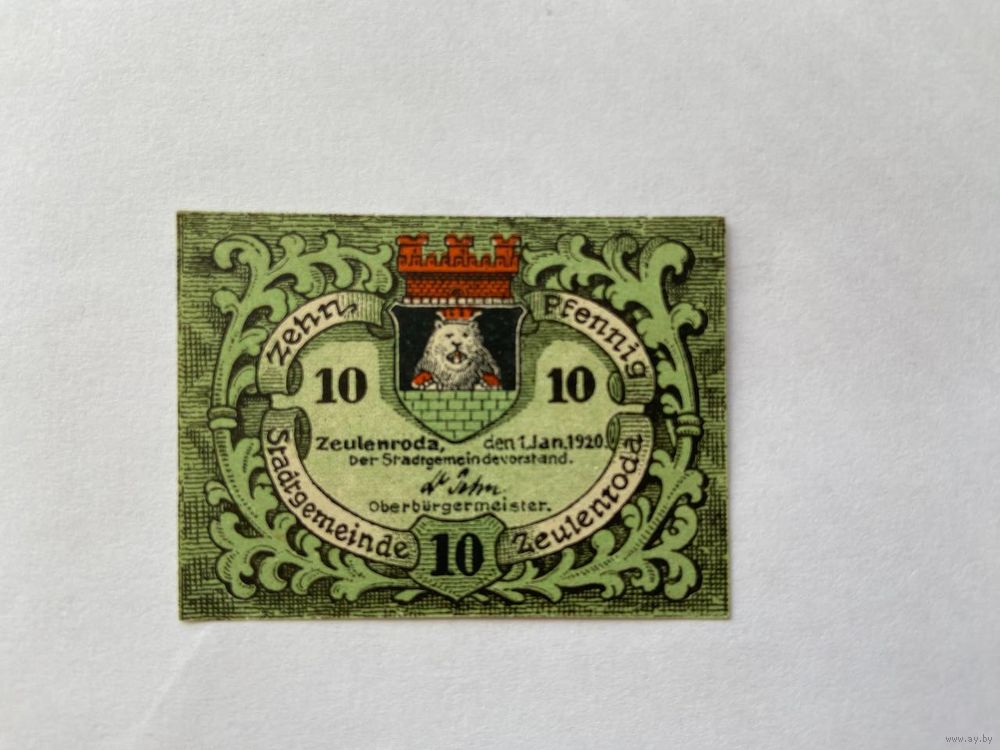 Zehn Pfennig
10 10
Zeulenroda, den 1. Jan. 1920.
Der Stadtgemeindevorstand.
Oberbürgermeister.
Stadtgemeinde Zeulenroda
10
www.ay.by